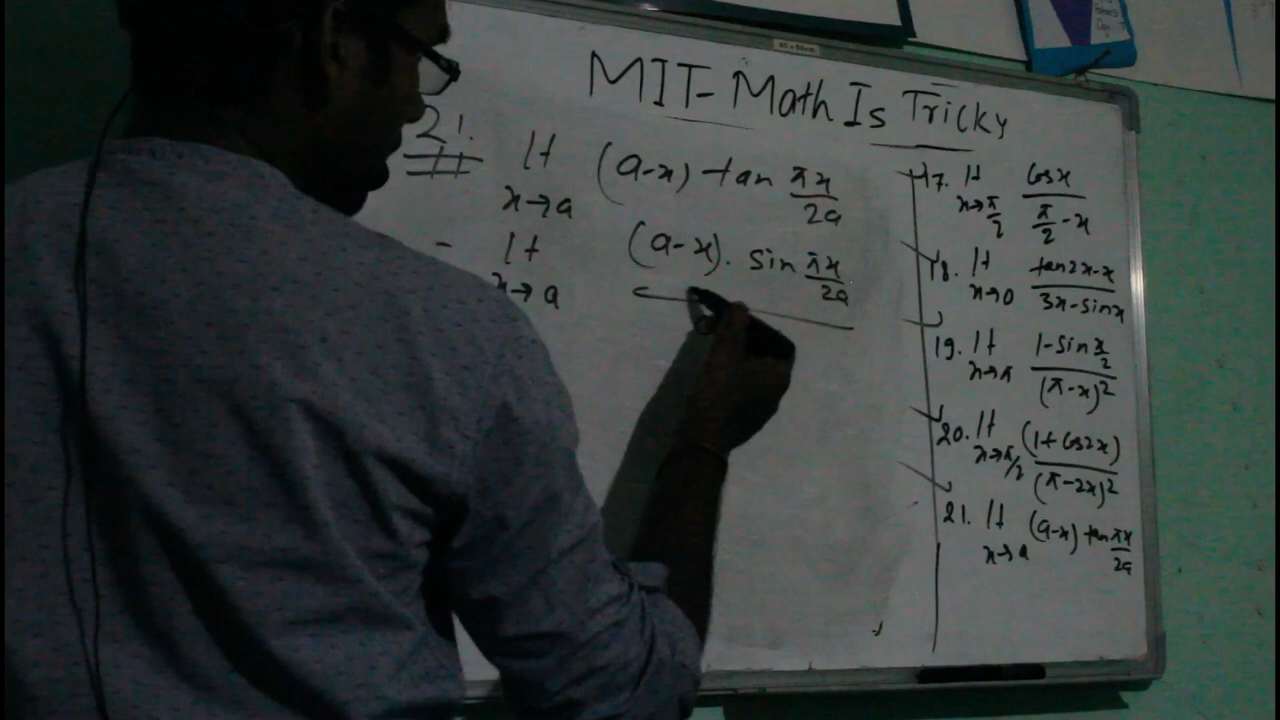 65 x 95cm
MIT- Math Is Tricky
21. lt (a-x) tan πx/2a
x→a
- lt (a-x). sin πx/2a
x→a
17. lt cosx
x→π/2 π/2 -x
18. lt tan2x-x
x→0 3x-sinx
19. lt 1-sin x/2
x→π (π-x)²
20. lt (1+cos2x)
x→π/2 (π-2x)²
21. lt (a-x) tan πx/2a
x→a